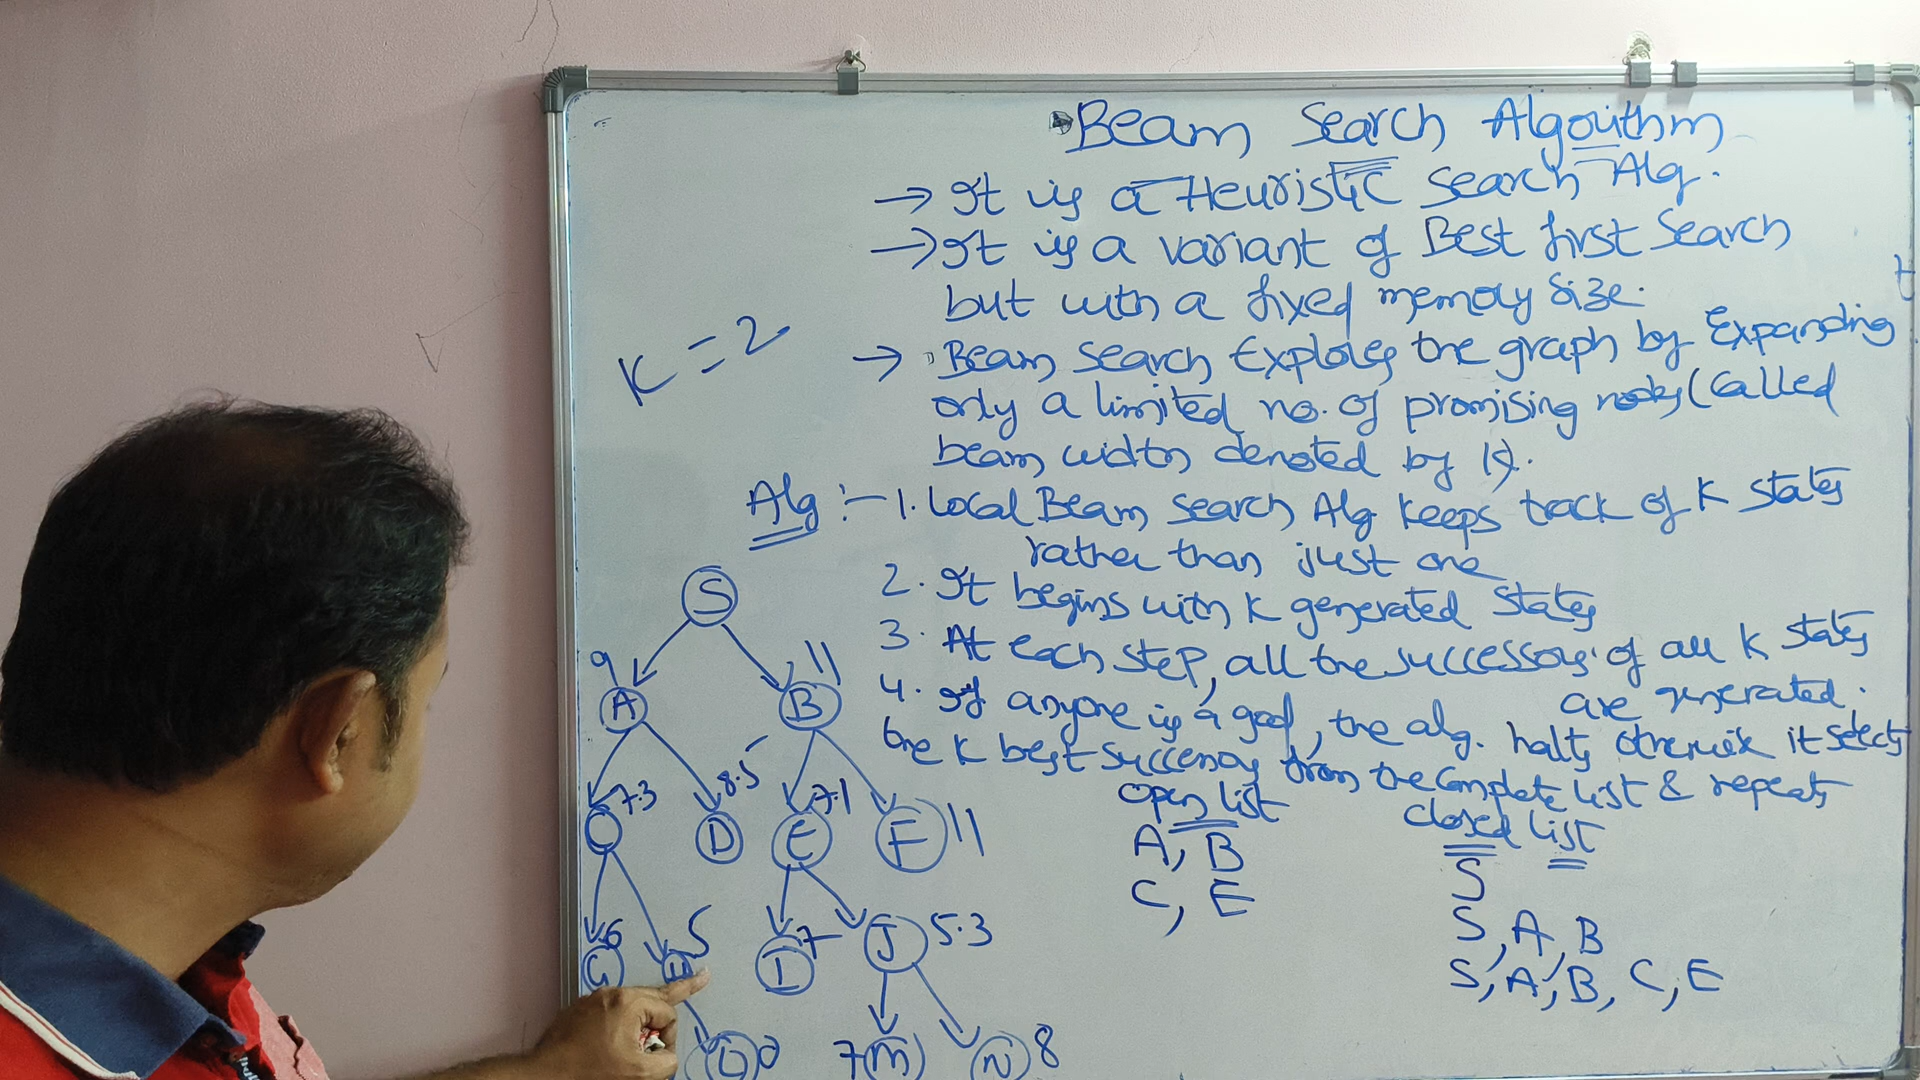 Beam Search Algorithm
→ It is a Heuristic Search Alg.
→ It is a variant of Best first Search
but with a fixed memory Size.
K = 2
→ Beam Search Explores the graph by Expanding
only a limited no. of promising nodes (Called
beam width denoted by K).
Alg :- 1. Local Beam Search Alg Keeps track of K States
rather than just one
2. It begins with K generated States
3. At each step, all the successors of all K States
are generated.
4. If anyone is a goal, the alg. halts otherwise it selects
the K best successors from the Complete list & repeats
S
9 A
B 11
C 7.3
D 8.5
E 7.1
F 11
G 6
H 5
I 7
J 5.3
L 0
7 M
N 8
open list
A, B
C, E
closed list
S
S, A, B
S, A, B, C, E
t